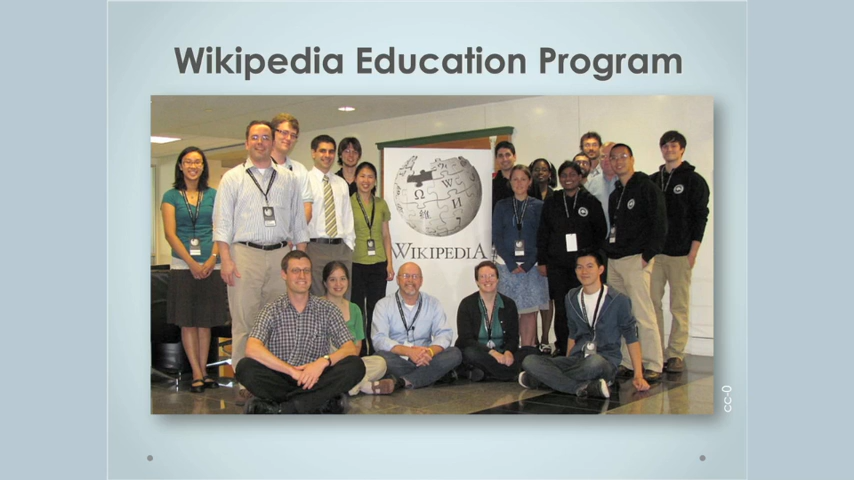 Wikipedia Education Program
Ω
W
И
WIKIPEDIA
cc-0